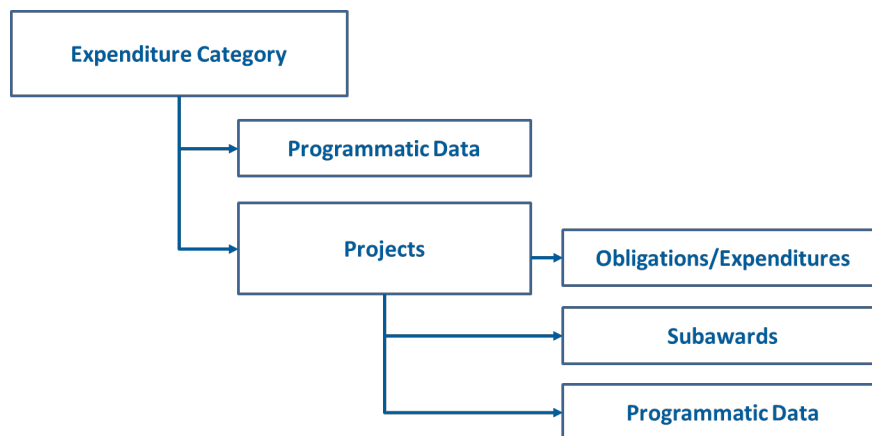 Expenditure Category
Programmatic Data
Projects
Obligations/Expenditures
Subawards
Programmatic Data